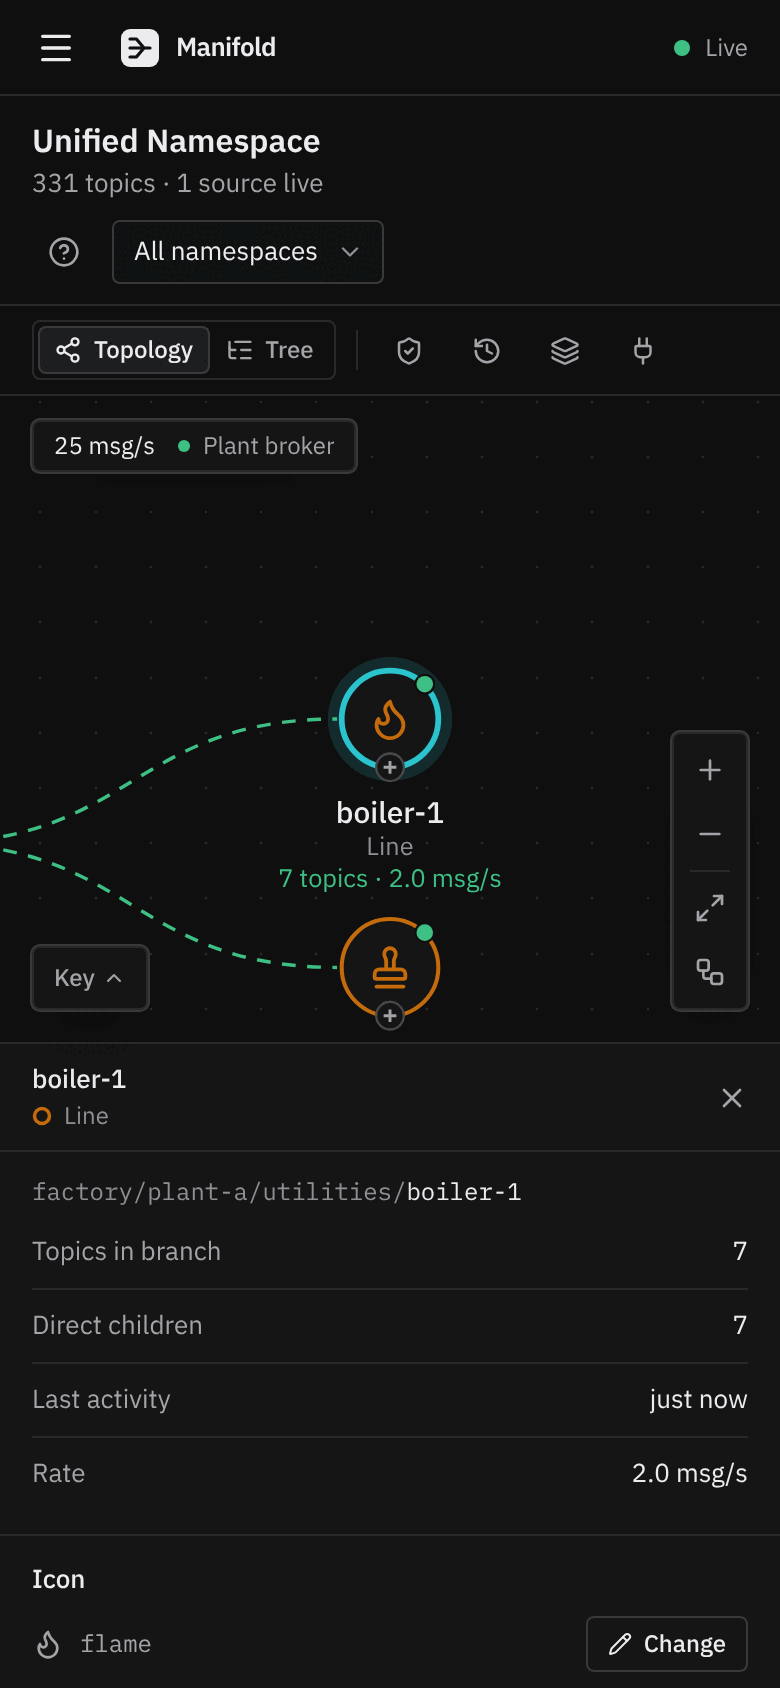 Manifold
Live
Unified Namespace
331 topics · 1 source live
All namespaces
Topology
Tree
25 msg/s
Plant broker
boiler-1
Line
7 topics · 2.0 msg/s
Key
boiler-1
Line
factory/plant-a/utilities/boiler-1
Topics in branch 7
Direct children 7
Last activity just now
Rate 2.0 msg/s
Icon
flame
Change